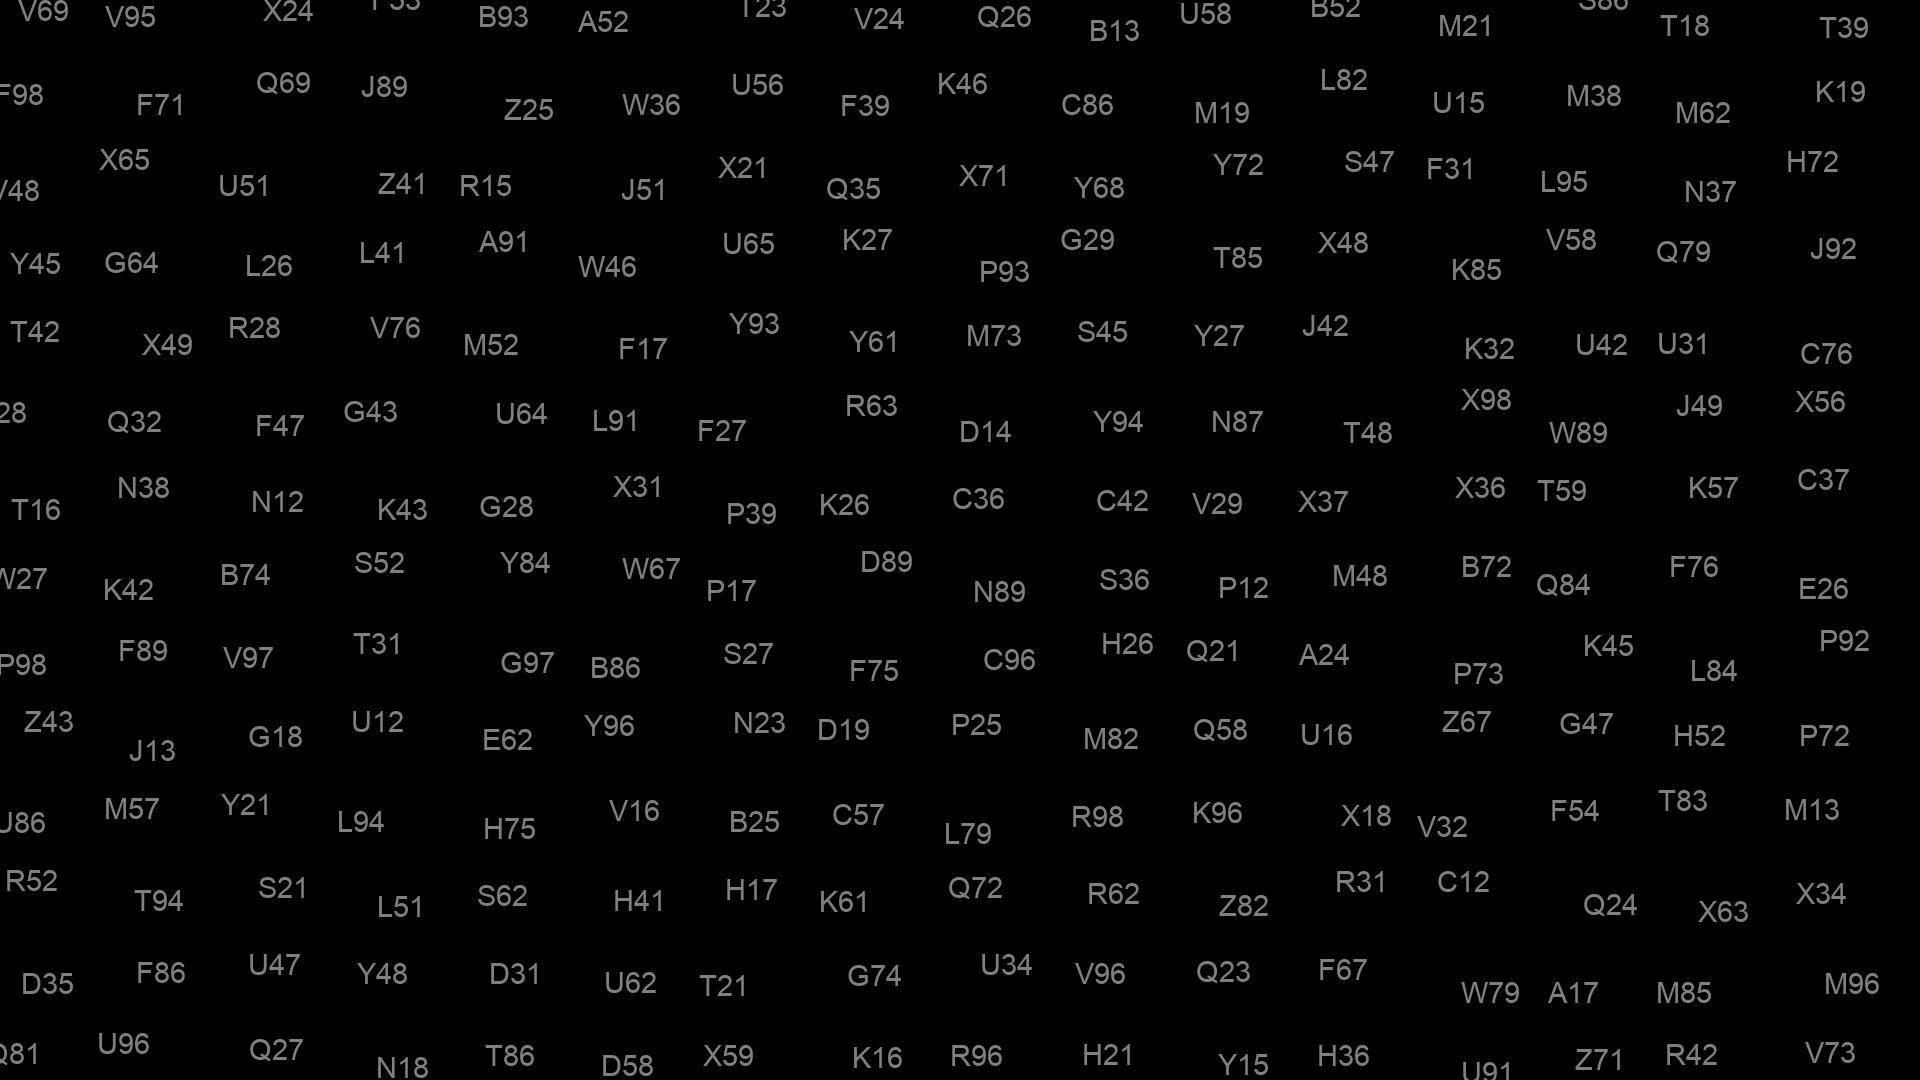 V69 V95 X24 B93 A52 T23 V24 Q26 B13 U58 B52 M21 S86 T18 T39
F98 F71 Q69 J89 Z25 W36 U56 F39 K46 C86 M19 L82 U15 M38 M62 K19
V48 X65 U51 Z41 R15 J51 X21 Q35 X71 Y68 Y72 S47 F31 L95 N37 H72
Y45 G64 L26 L41 A91 W46 U65 K27 P93 G29 T85 X48 K85 V58 Q79 J92
T42 X49 R28 V76 M52 F17 Y93 Y61 M73 S45 Y27 J42 K32 U42 U31 C76
28 Q32 F47 G43 U64 L91 F27 R63 D14 Y94 N87 T48 X98 W89 J49 X56
T16 N38 N12 K43 G28 X31 P39 K26 C36 C42 V29 X37 X36 T59 K57 C37
W27 K42 B74 S52 Y84 W67 P17 D89 N89 S36 P12 M48 B72 Q84 F76 E26
P98 F89 V97 T31 G97 B86 S27 F75 C96 H26 Q21 A24 P73 K45 L84 P92
Z43 J13 G18 U12 E62 Y96 N23 D19 P25 M82 Q58 U16 Z67 G47 H52 P72
U86 M57 Y21 L94 H75 V16 B25 C57 L79 R98 K96 X18 V32 F54 T83 M13
R52 T94 S21 L51 S62 H41 H17 K61 Q72 R62 Z82 R31 C12 Q24 X63 X34
D35 F86 U47 Y48 D31 U62 T21 G74 U34 V96 Q23 F67 W79 A17 M85 M96
Q81 U96 Q27 N18 T86 D58 X59 K16 R96 H21 Y15 H36 U91 Z71 R42 V73